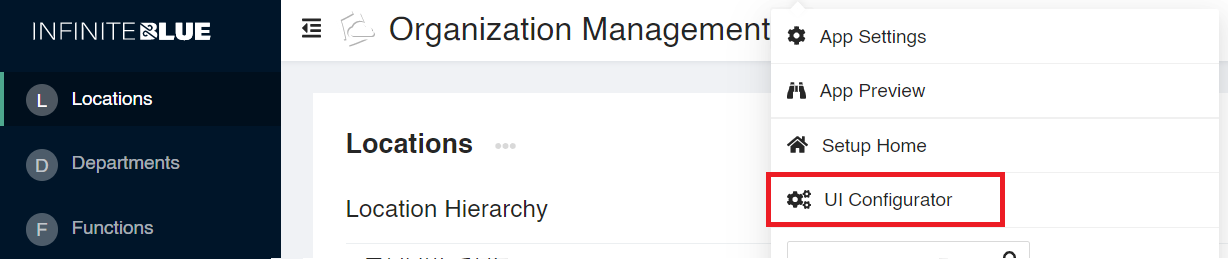 INFINITEBLUE
Organization Management
App Settings
L Locations
App Preview
Locations
Setup Home
D Departments
UI Configurator
Location Hierarchy
F Functions